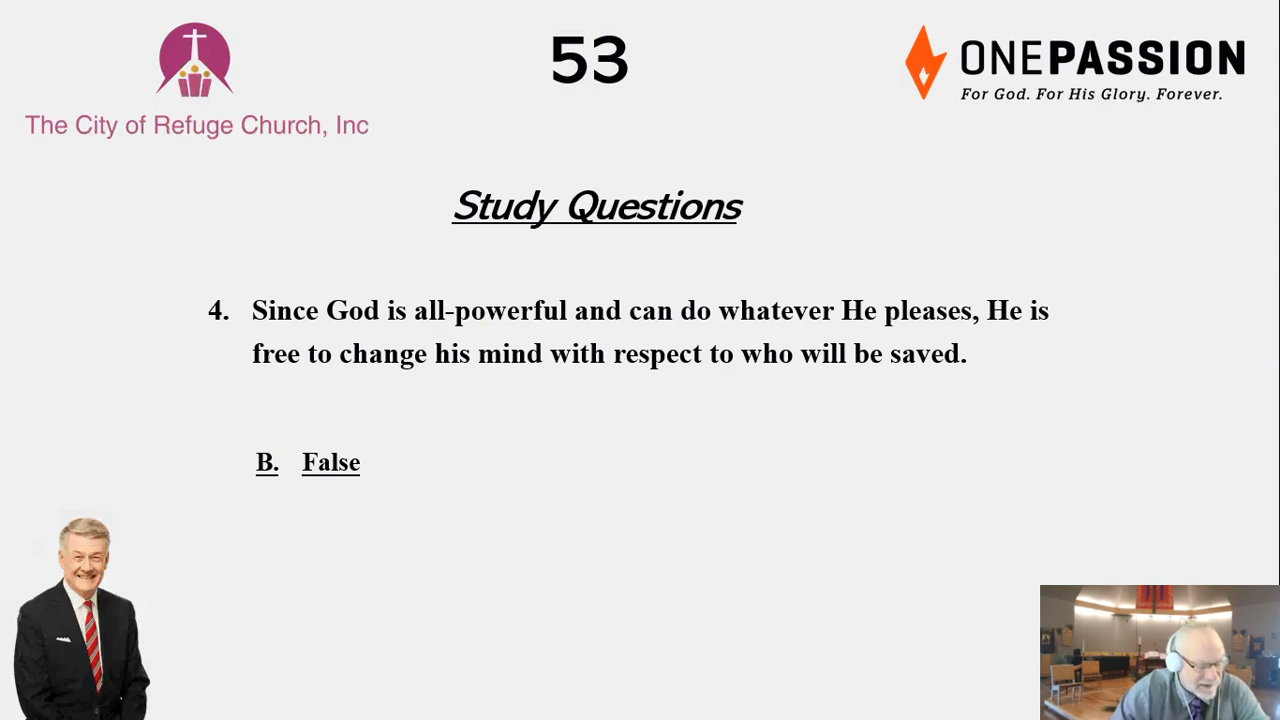 53
ONEPASSION
For God. For His Glory. Forever.
The City of Refuge Church, Inc
Study Questions
4. Since God is all-powerful and can do whatever He pleases, He is
free to change his mind with respect to who will be saved.
B. False